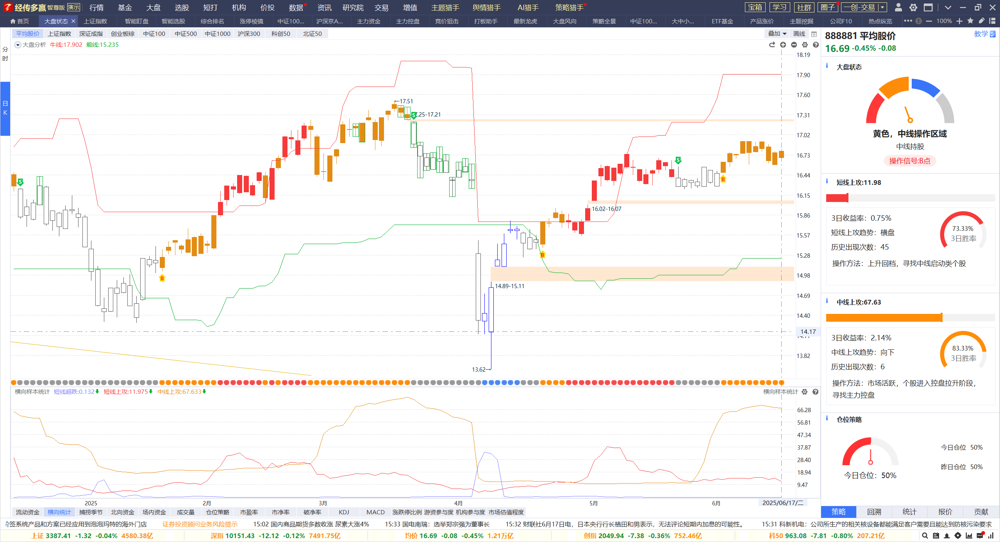 经传多赢 智尊版 演示 行情 基金 大盘 选股 短打 机构 价投 数据 资讯 研究院 交易 增值 主题猎手 舆情猎手 AI猎手 策略猎手 宝箱 学习 社群 圈子 一创-交易
首页 大盘状态 上证指数 智能盯盘 智能选股 综合排名 涨停棱镜 中证100... 沪深京A... 主力资金 主力控盘 竞价狙击 打板助手 最新龙虎 大盘风向 策略全景 中证100... 大中小... ETF基金 产品涨价 主题挖掘 公司F10 热点纵览 100%
平均股价 上证指数 深证成指 创业板综 中证100 中证500 中证1000 沪深300 科创50 北证50 叠加 画线
大盘分析 牛线:17.902 熊线:15.235
分时
日K
18.19
17.90
17.60
17.31
17.02
16.73
16.44
16.15
15.86
15.57
15.28
14.98
14.69
14.40
14.17
13.82
←17.51
S
7.25-17.21
S
S
B
B
B
16.02-16.07
14.89-15.11
13.62→
横向样本统计 短线超跌:0.132 短线上攻:11.975 中线上攻:67.633 横向样本统计
66.28
56.81
47.34
37.87
28.40
18.94
9.47
2025 2月 3月 4月 5月 6月 2025/06/17/二
流动资金 横向统计 捕捞季节 北向资金 场内资金 成交量 仓位策略 市盈率 市净率 破净率 KDJ MACD 涨跌停比例 游资参与度 机构参与度 市场估值程度
888881 平均股价 教学
16.69 -0.45% -0.08
大盘状态
黄色，中线操作区域
中线持股
操作信号:B点
短线上攻:11.98
3日收益率：0.75%
短线上攻趋势：横盘
历史出现次数：45
73.33%
3日胜率
操作方法：上升回档，寻找中线启动类个股
中线上攻:67.63
3日收益率：2.14%
中线上攻趋势：向下
历史出现次数：6
83.33%
3日胜率
操作方法：市场活跃，个股进入控盘拉升阶段，
寻找主力控盘
仓位策略
今日仓位 50%
昨日仓位 50%
今日仓位：50%
策略 回溯 统计 报价 贡献
价签系统产品和方案已经应用到泡泡玛特的海外门店 证券投资顾问业务风险提示 15:02 国内商品期货多数收涨 尿素大涨4% 15:33 国电南瑞：选举郑宗强为董事长 15:32 财联社6月17日电，日本央行行长植田和男表示，无法评论短期内加息的可能性。 15:31 科新机电：公司所生产的相关核设备都能满足客户需要且能达到防核污染要求
上证 3387.41 -1.32 -0.04% 4580.38亿 深指 10151.43 -12.12 -0.12% 7491.75亿 均价 16.69 -0.08 -0.45% 1.21万亿 创指 2049.94 -7.38 -0.36% 752.46亿 科50 963.08 -7.81 -0.80% 207.21亿